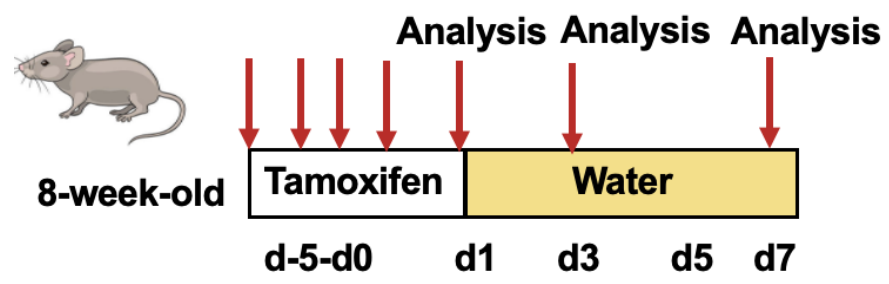 Analysis Analysis Analysis
8-week-old Tamoxifen Water
d-5-d0 d1 d3 d5 d7